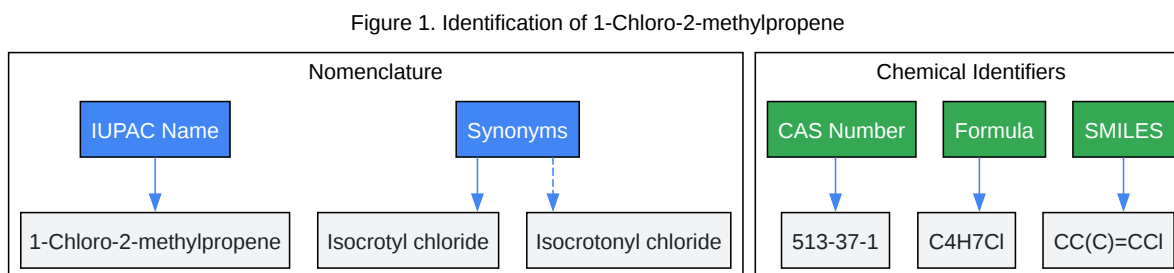 Figure 1. Identification of 1-Chloro-2-methylpropene
Nomenclature
IUPAC Name
Synonyms
1-Chloro-2-methylpropene
Isocrotyl chloride
Isocrotonyl chloride
Chemical Identifiers
CAS Number
Formula
SMILES
513-37-1
C4H7Cl
CC(C)=CCl